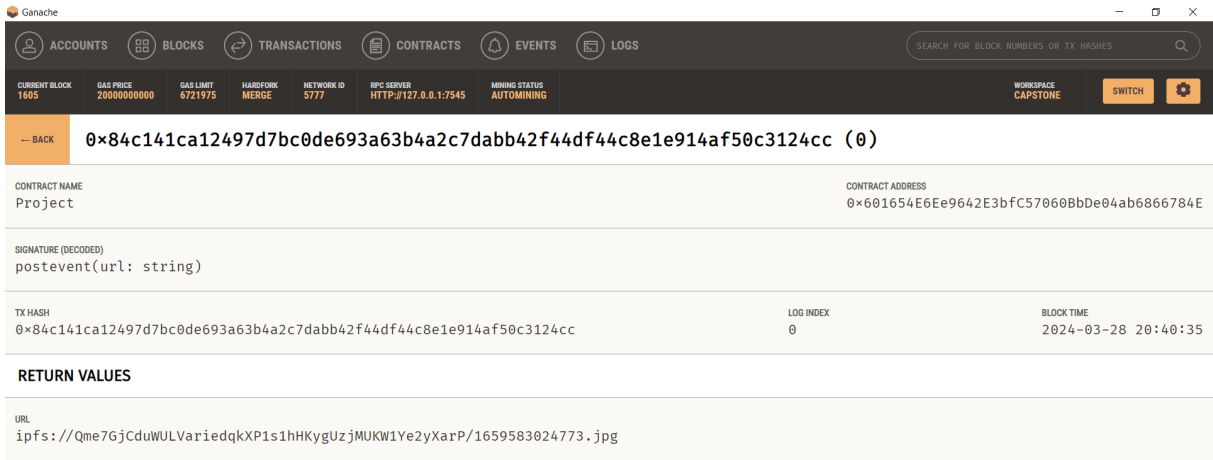 Ganache
ACCOUNTS BLOCKS TRANSACTIONS CONTRACTS EVENTS LOGS SEARCH FOR BLOCK NUMBERS OR TX HASHES
CURRENT BLOCK GAS PRICE GAS LIMIT HARDFORK NETWORK ID RPC SERVER MINING STATUS WORKSPACE SWITCH
1605 20000000000 6721975 MERGE 5777 HTTP://127.0.0.1:7545 AUTOMINING CAPSTONE
← BACK 0×84c141ca12497d7bc0de693a63b4a2c7dabb42f44df44c8e1e914af50c3124cc (0)
CONTRACT NAME CONTRACT ADDRESS
Project 0×601654E6Ee9642E3bfC57060BbDe04ab6866784E
SIGNATURE (DECODED)
postevent(url: string)
TX HASH LOG INDEX BLOCK TIME
0×84c141ca12497d7bc0de693a63b4a2c7dabb42f44df44c8e1e914af50c3124cc 0 2024-03-28 20:40:35
RETURN VALUES
URL
ipfs://Qme7GjCduWULVariedqkXP1s1hHKygUzjMUKW1Ye2yXarP/1659583024773.jpg